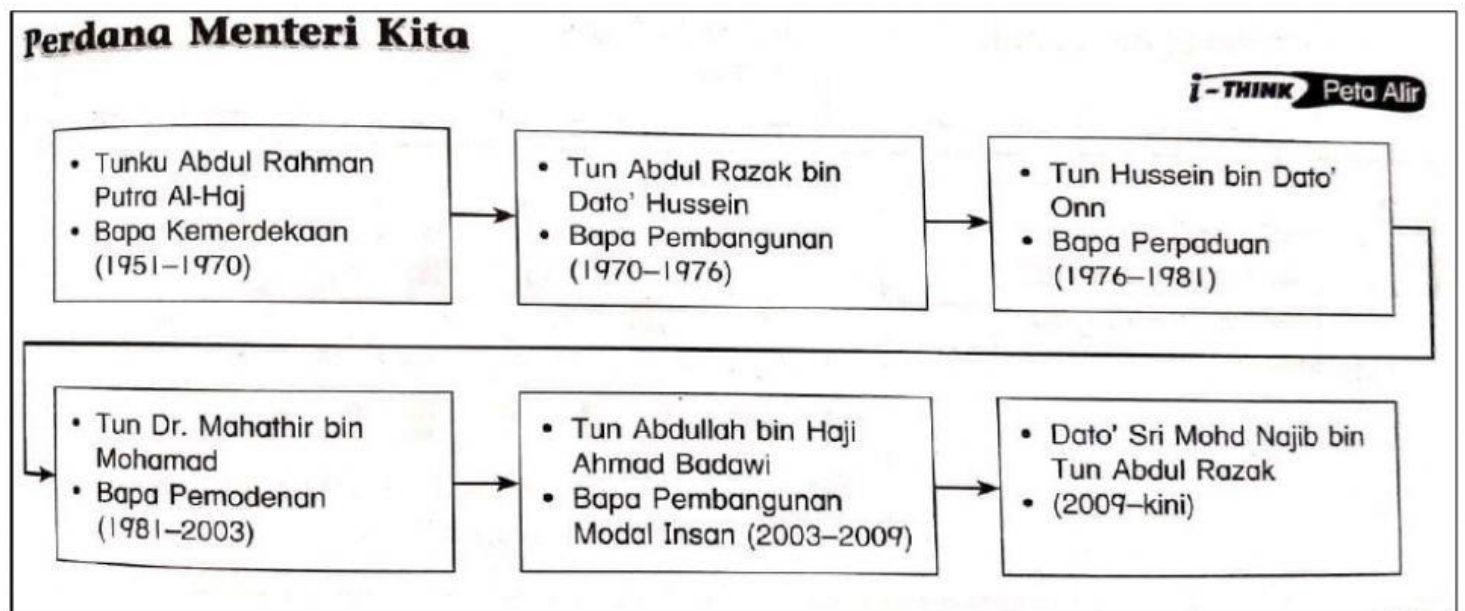 Perdana Menteri Kita
i-THINK Peta Alir
• Tunku Abdul Rahman
Putra Al-Haj
• Bapa Kemerdekaan
(1951–1970)
• Tun Abdul Razak bin
Dato' Hussein
• Bapa Pembangunan
(1970–1976)
• Tun Hussein bin Dato'
Onn
• Bapa Perpaduan
(1976–1981)
• Tun Dr. Mahathir bin
Mohamad
• Bapa Pemodenan
(1981–2003)
• Tun Abdullah bin Haji
Ahmad Badawi
• Bapa Pembangunan
Modal Insan (2003–2009)
• Dato' Sri Mohd Najib bin
Tun Abdul Razak
• (2009–kini)